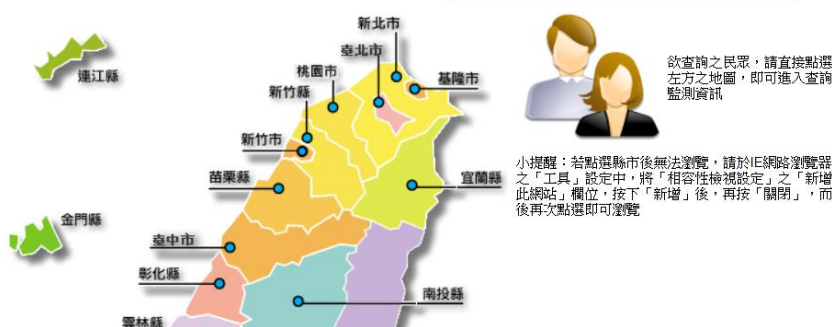 新北市
臺北市
連江縣
桃園市
基隆市
新竹縣
新竹市
苗栗縣
宜蘭縣
金門縣
臺中市
彰化縣
南投縣
雲林縣
欲查詢之民眾，請直接點選
左方之地圖，即可進入查詢
監測資訊
小提醒：若點選縣市後無法瀏覽，請於IE網路瀏覽器
之「工具」設定中，將「相容性檢視設定」之「新增
此網站」欄位，按下「新增」後，再按「關閉」，而
後再次點選即可瀏覽